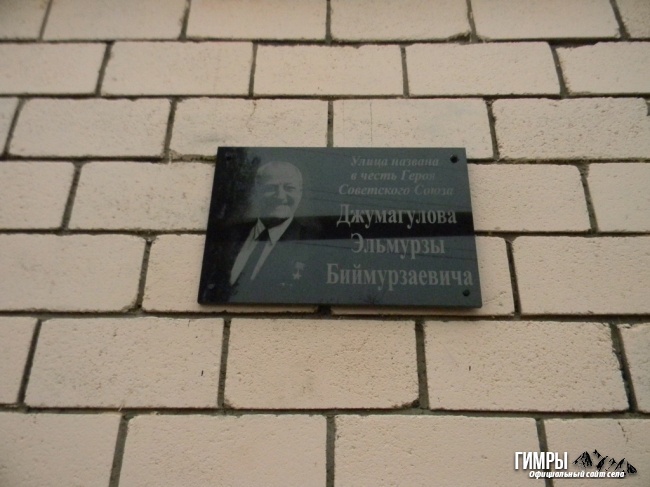 Улица названа
в честь Героя
Советского Союза
Джумагулова
Эльмурзы
Биймурзаевича
ГИМРЫ
Официальный сайт села